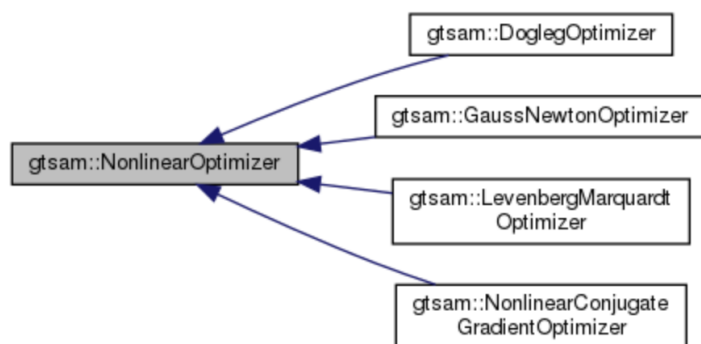 gtsam::DoglegOptimizer
gtsam::GaussNewtonOptimizer
gtsam::NonlinearOptimizer
gtsam::LevenbergMarquardt
Optimizer
gtsam::NonlinearConjugate
GradientOptimizer